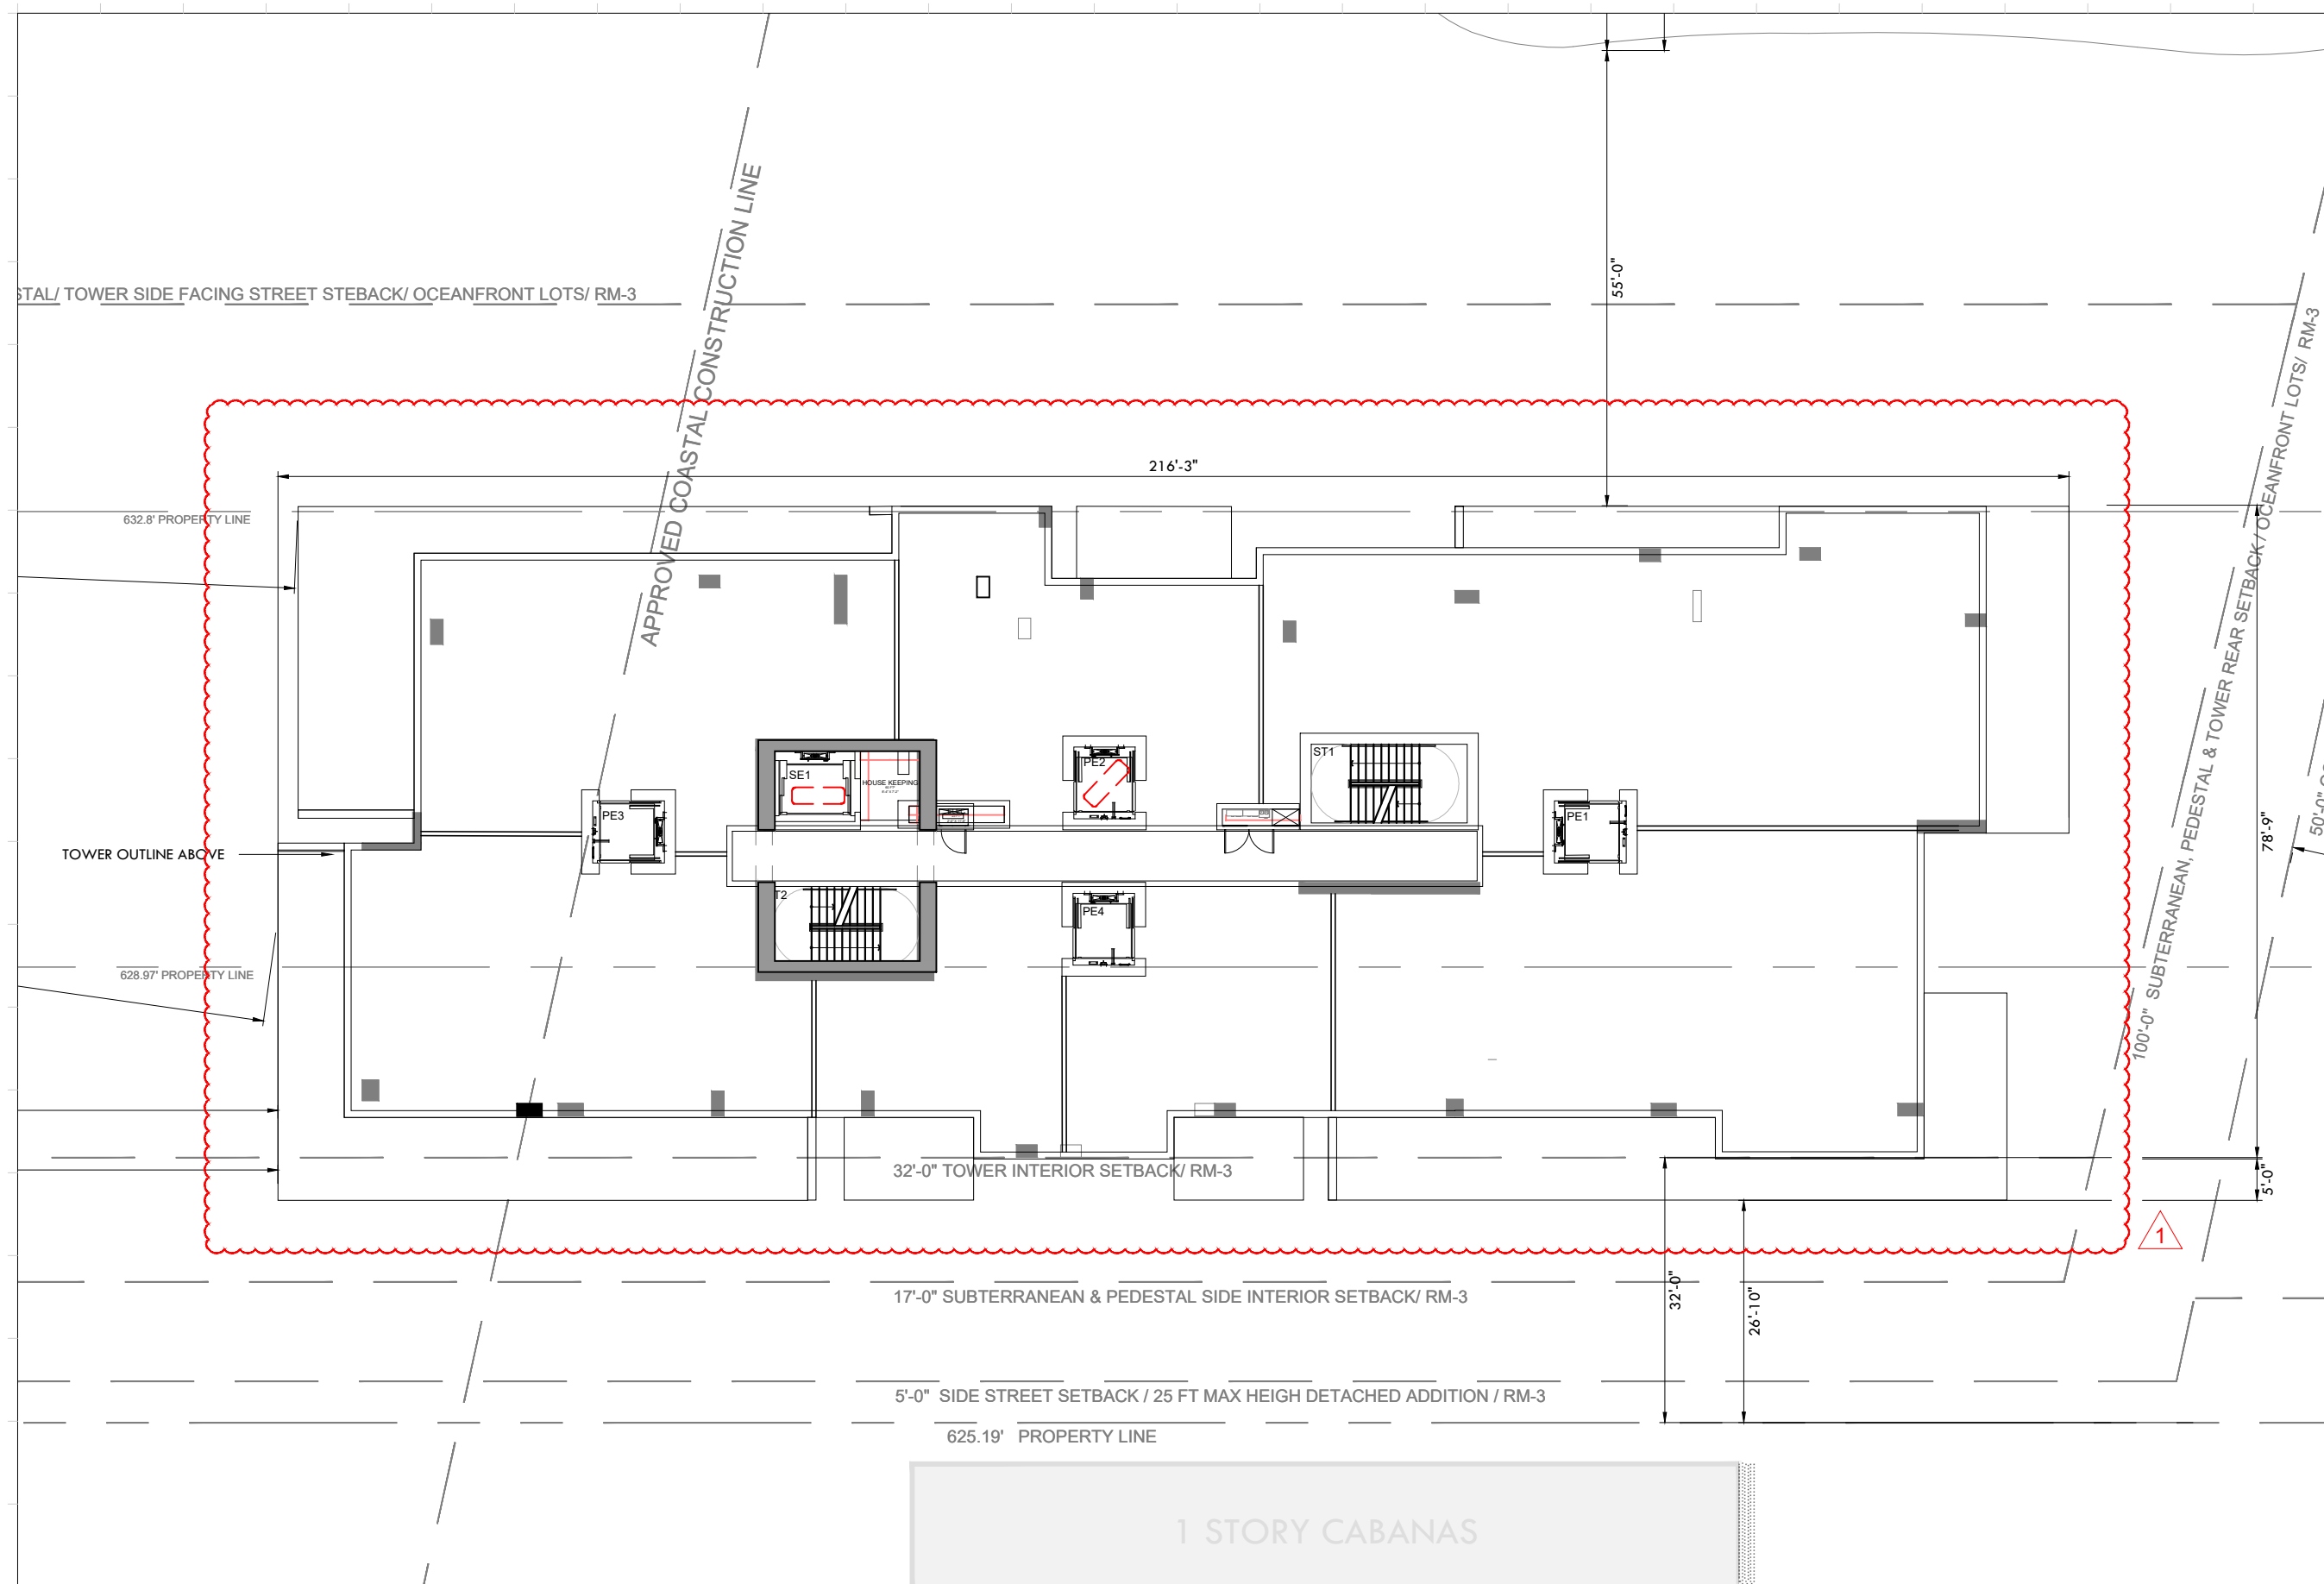 APPROVED COASTAL CONSTRUCTION LINE
55'-0"
STAL/ TOWER SIDE FACING STREET STEBACK/ OCEANFRONT LOTS/ RM-3
100'-0" SUBTERRANEAN, PEDESTAL & TOWER REAR SETBACK / OCEANFRONT LOTS/ RM-3
216'-3"
632.8' PROPERTY LINE
ST1
PE2
SE1
HOUSE KEEPING
PE3
PE1
50'-0"
78'-9"
TOWER OUTLINE ABOVE
T2
PE4
628.97' PROPERTY LINE
32'-0" TOWER INTERIOR SETBACK/ RM-3
5'-0"
1
17'-0" SUBTERRANEAN & PEDESTAL SIDE INTERIOR SETBACK/ RM-3
32'-0"
26'-10"
5'-0" SIDE STREET SETBACK / 25 FT MAX HEIGH DETACHED ADDITION / RM-3
625.19' PROPERTY LINE
1 STORY CABANAS